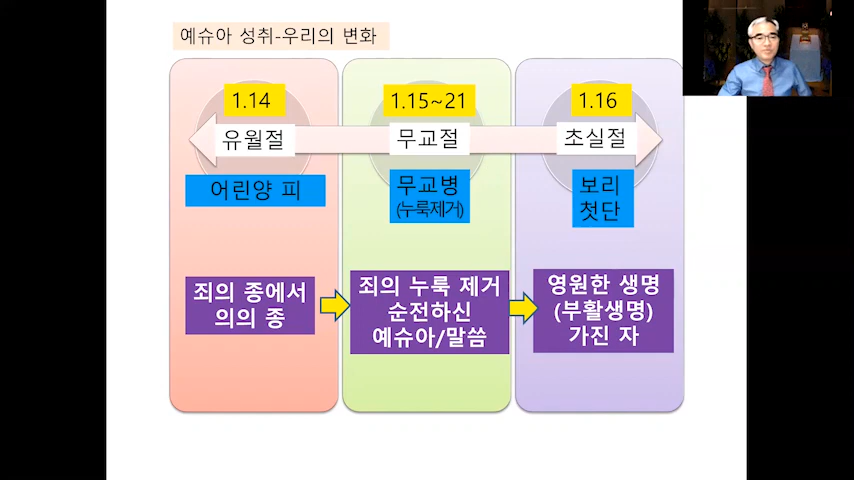 예슈아 성취-우리의 변화
1.14
유월절
어린양 피
죄의 종에서
의의 종
1.15~21
무교절
무교병
(누룩제거)
죄의 누룩 제거
순전하신
예슈아/말씀
1.16
초실절
보리
첫단
영원한 생명
(부활생명)
가진 자